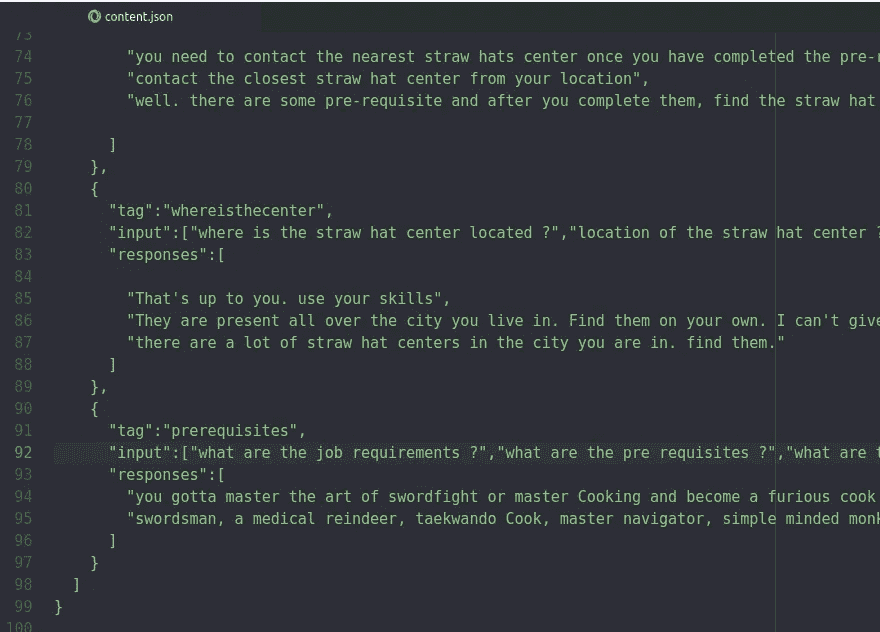 content.json
73
74 "you need to contact the nearest straw hats center once you have completed the pre-
75 "contact the closest straw hat center from your location",
76 "well. there are some pre-requisite and after you complete them, find the straw hat
77
78 ]
79 },
80 {
81 "tag":"whereisthecenter",
82 "input":["where is the straw hat center located ?","location of the straw hat center ?
83 "responses":[
84
85 "That's up to you. use your skills",
86 "They are present all over the city you live in. Find them on your own. I can't give
87 "there are a lot of straw hat centers in the city you are in. find them."
88 ]
89 },
90 {
91 "tag":"prerequisites",
92 "input":["what are the job requirements ?","what are the pre requisites ?","what are t
93 "responses":[
94 "you gotta master the art of swordfight or master Cooking and become a furious cook
95 "swordsman, a medical reindeer, taekwando Cook, master navigator, simple minded monk
96 ]
97 }
98 ]
99 }
100